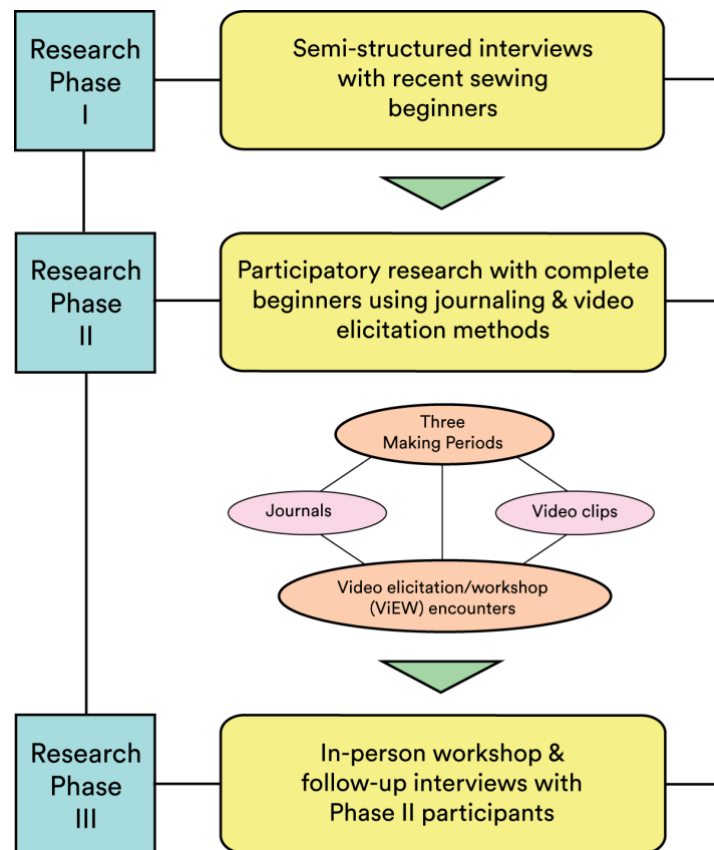 Research
Phase
I
Semi-structured interviews
with recent sewing
beginners
Research
Phase
II
Participatory research with complete
beginners using journaling & video
elicitation methods
Three
Making Periods
Journals
Video clips
Video elicitation/workshop
(ViEW) encounters
Research
Phase
III
In-person workshop &
follow-up interviews with
Phase II participants